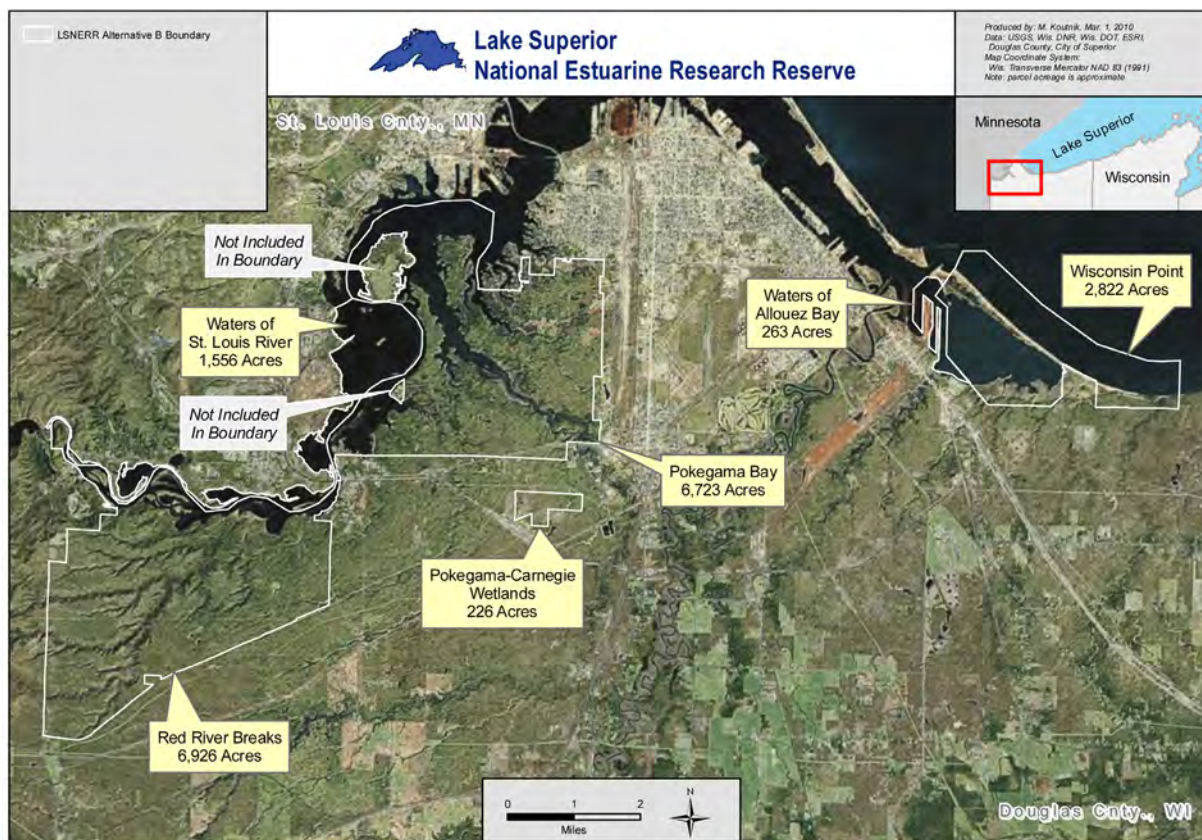 LSNERR Alternative B Boundary
Lake Superior
National Estuarine Research Reserve
Produced by: M. Koutnik, Mar. 1, 2010
Data: USGS, Wis. DNR, Wis. DOT, ESRI,
Douglas County, City of Superior
Map Coordinate System:
Wis. Transverse Mercator NAD 83 (1991)
Note: parcel acreage is approximate
Minnesota
Lake Superior
Wisconsin
St. Louis Cnty., MN
Not Included
In Boundary
Waters of
St. Louis River
1,556 Acres
Not Included
In Boundary
Waters of
Allouez Bay
263 Acres
Wisconsin Point
2,822 Acres
Pokegama Bay
6,723 Acres
Pokegama-Carnegie
Wetlands
226 Acres
Red River Breaks
6,926 Acres
0 1 2
Miles
N
Douglas Cnty., WI